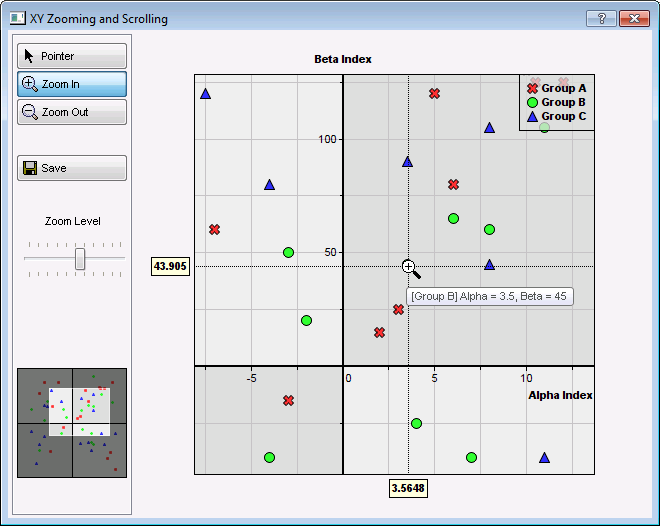 XY Zooming and Scrolling
Pointer
Zoom In
Zoom Out
Save
Zoom Level
Beta Index
Group A
Group B
Group C
100
50
43.905
[Group B] Alpha = 3.5, Beta = 45
-5
0
5
10
Alpha Index
3.5648